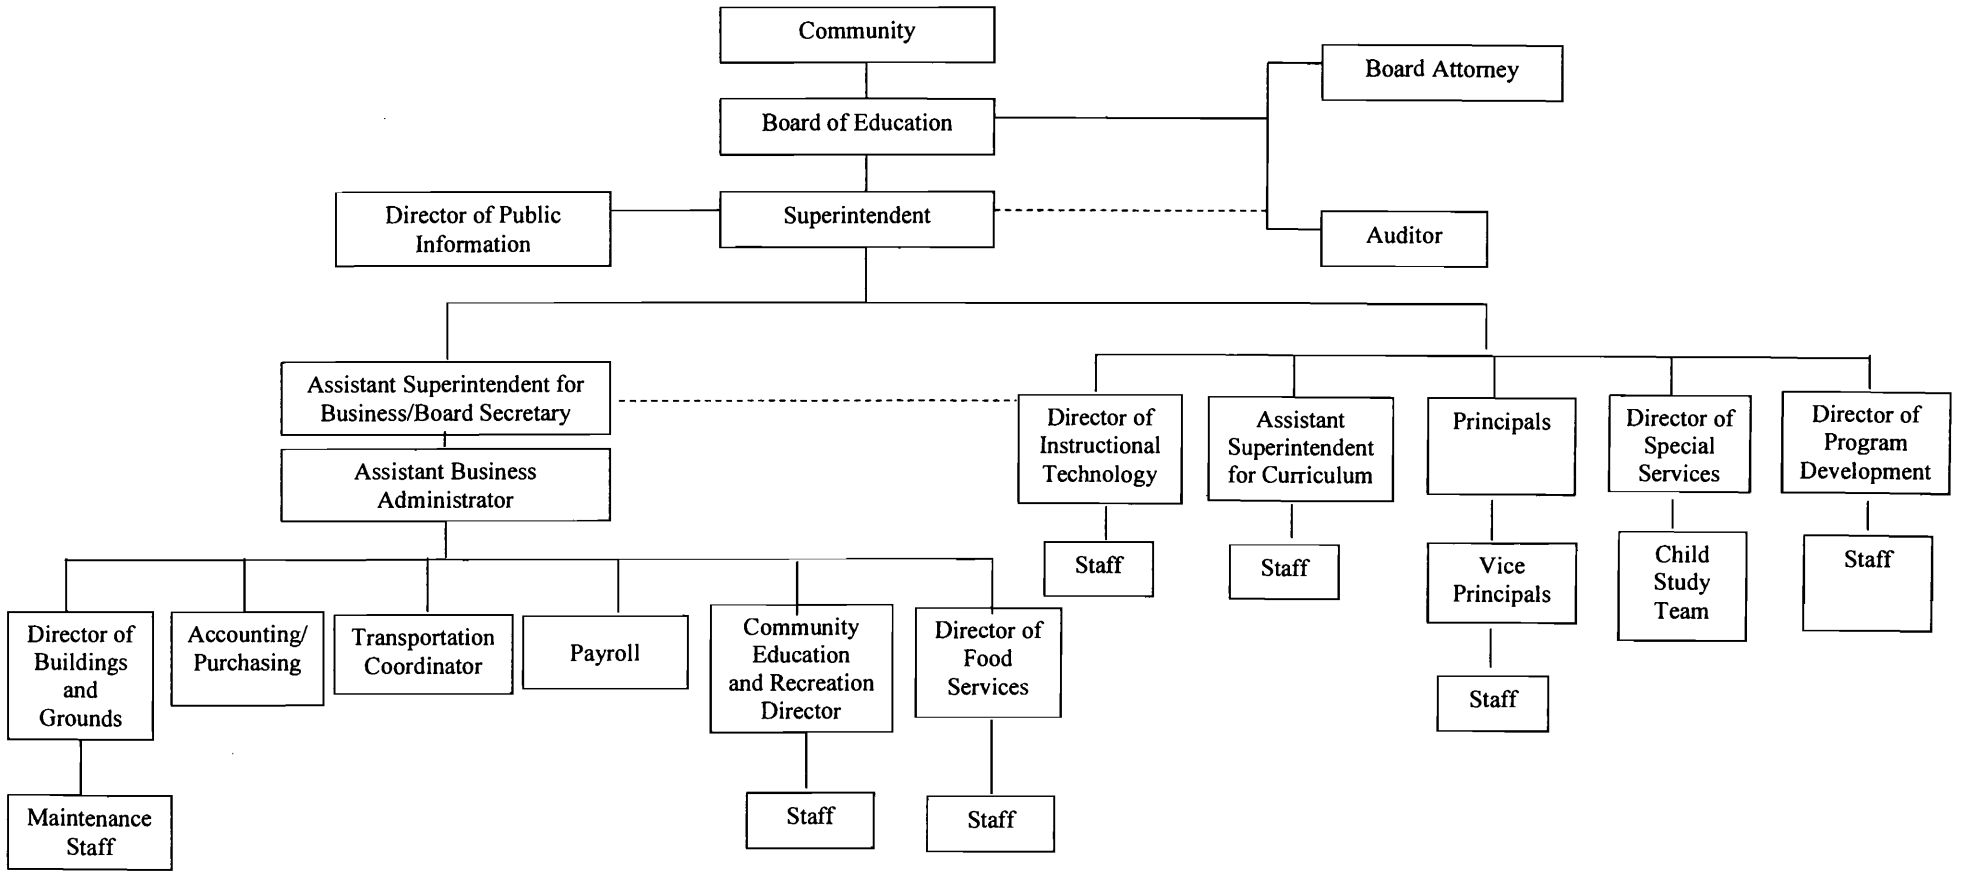 Community
Board Attorney
Board of Education
Director of Public
Information
Superintendent
Auditor
Assistant Superintendent for
Business/Board Secretary
Assistant Business
Administrator
Director of
Instructional
Technology
Assistant
Superintendent
for Curriculum
Principals
Director of
Special
Services
Director of
Program
Development
Staff
Staff
Vice
Principals
Child
Study
Team
Staff
Staff
Director of
Buildings
and
Grounds
Accounting/
Purchasing
Transportation
Coordinator
Payroll
Community
Education
and Recreation
Director
Director of
Food
Services
Maintenance
Staff
Staff
Staff